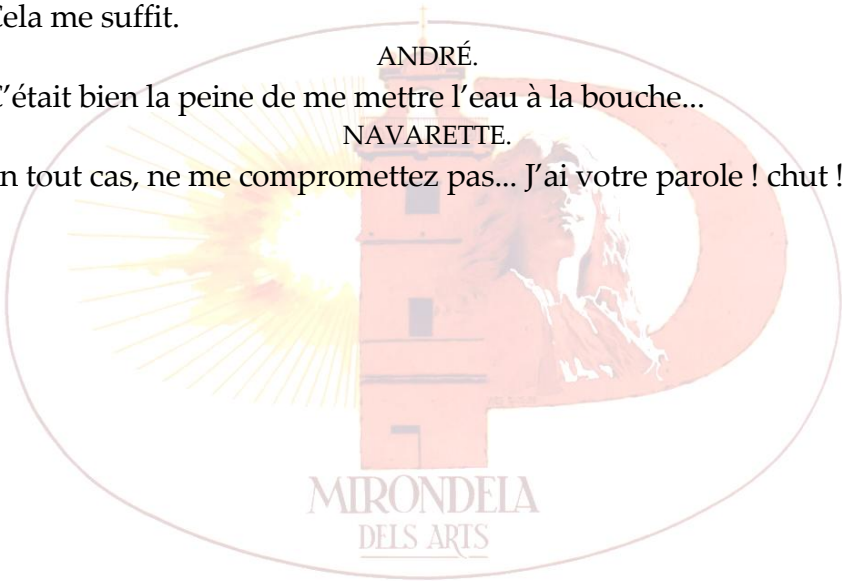 Cela me suffit.
ANDRÉ.
C’était bien la peine de me mettre l’eau à la bouche...
NAVARETTE.
n tout cas, ne me compromettez pas... J’ai votre parole ! chut !
MIRONDELA
DELS ARTS